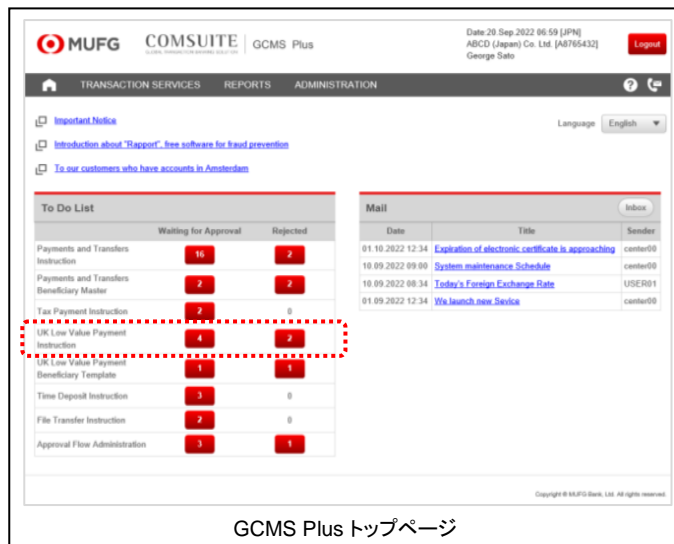 MUFG
COMSUITE
GLOBAL TRANSACTION BANKING SOLUTION
GCMS Plus
Date:20.Sep.2022 06:59 [JPN]
ABCD (Japan) Co. Ltd. [A8765432]
George Sato
Logout
TRANSACTION SERVICES REPORTS ADMINISTRATION
Important Notice
Language English
Introduction about "Rapport", free software for fraud prevention
To our customers who have accounts in Amsterdam
To Do List
Waiting for Approval Rejected
Payments and Transfers
Instruction
16 2
Payments and Transfers
Beneficiary Master
2 2
Tax Payment Instruction 2 0
UK Low Value Payment
Instruction
4 2
UK Low Value Payment
Beneficiary Template
1 1
Time Deposit Instruction 3 0
File Transfer Instruction 2 0
Approval Flow Administration 3 1
Mail Inbox
Date Title Sender
01.10.2022 12:34 Expiration of electronic certificate is approaching center00
10.09.2022 09:00 System maintenance Schedule center00
10.09.2022 08:34 Today's Foreign Exchange Rate USER01
01.09.2022 12:34 We launch new Sevice center00
Copyright © MUFG Bank, Ltd. All rights reserved.
GCMS Plus トップページ